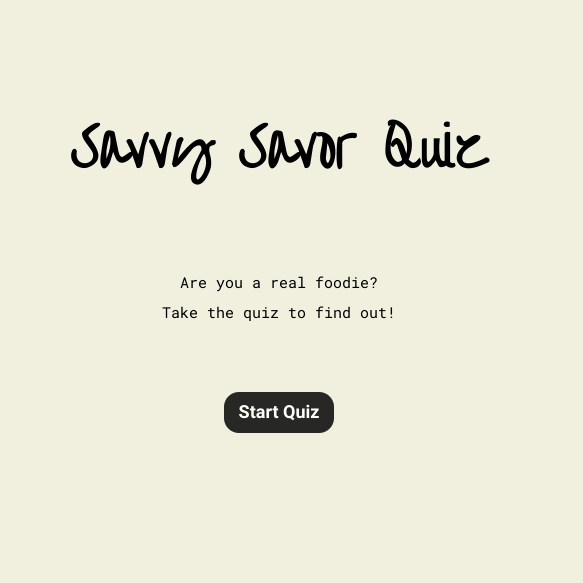 Savvy Savor Quiz
Are you a real foodie?
Take the quiz to find out!
Start Quiz